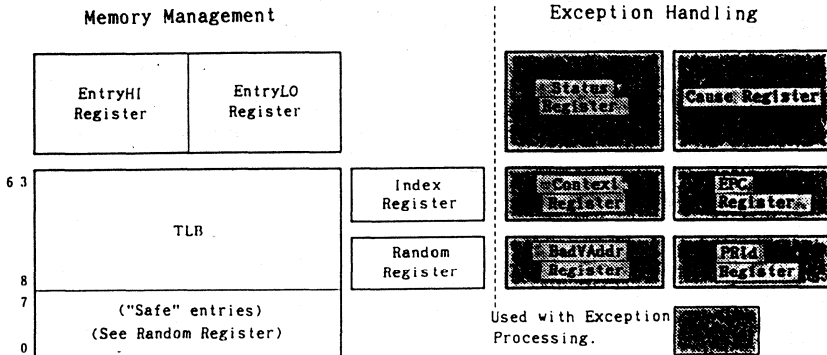 Memory Management
Exception Handling
EntryHI
Register
EntryLO
Register
Status
Register
Cause Register
63
TLB
8
7
("Safe" entries)
(See Random Register)
0
Index
Register
Random
Register
Context
Register
EPC
Register
BadVAddr
Register
PRId
Register
Used with Exception
Processing.